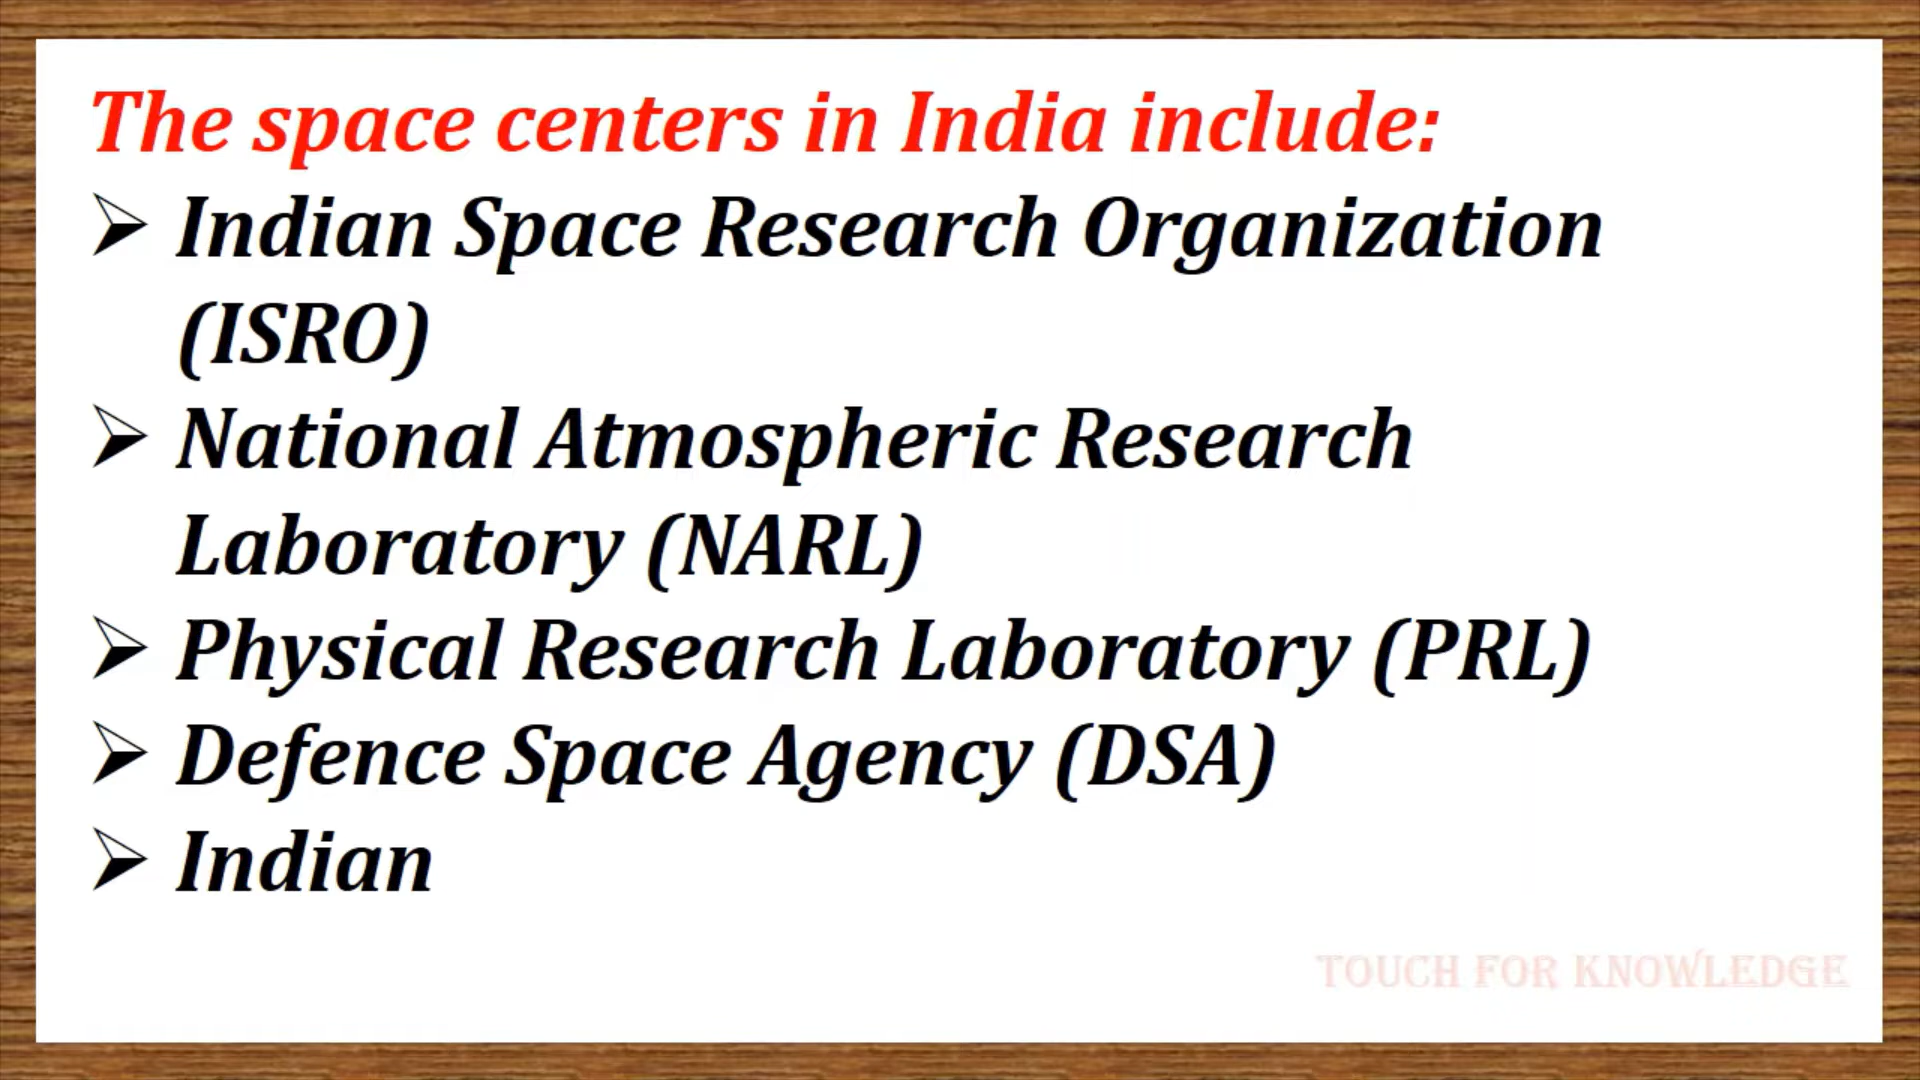 The space centers in India include:
➢ Indian Space Research Organization
(ISRO)
➢ National Atmospheric Research
Laboratory (NARL)
➢ Physical Research Laboratory (PRL)
➢ Defence Space Agency (DSA)
➢ Indian
TOUCH FOR KNOWLEDGE